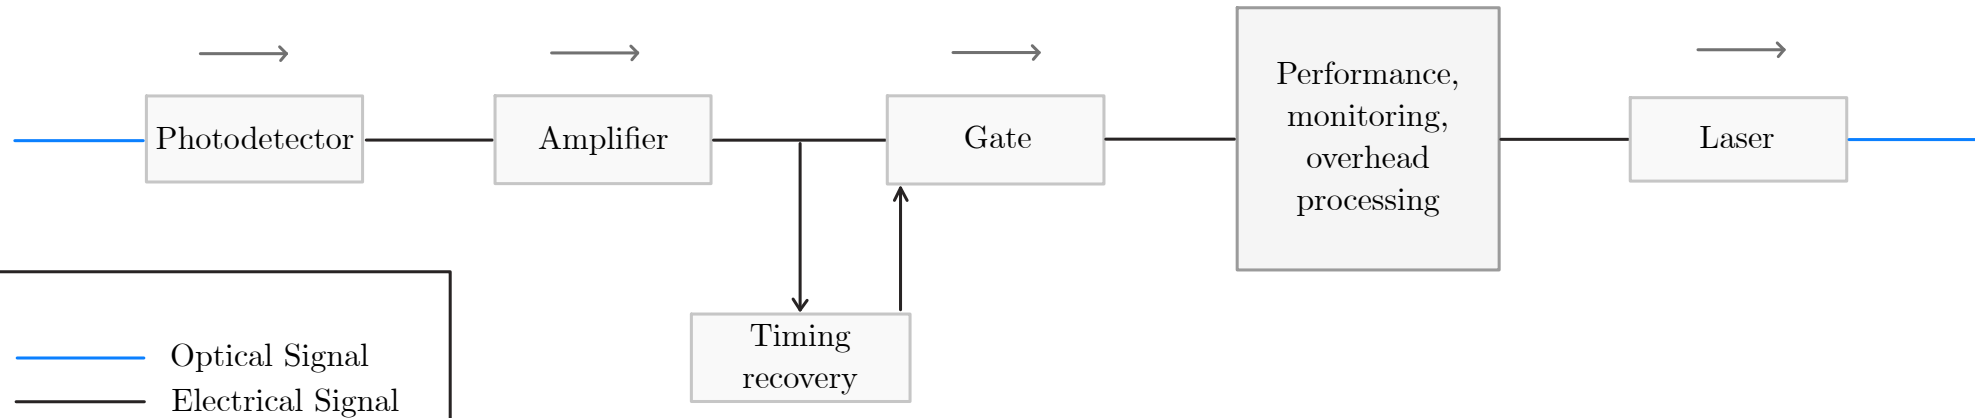 Photodetector
Amplifier
Gate
Performance,
monitoring,
overhead
processing
Laser
Timing
recovery
Optical Signal
Electrical Signal